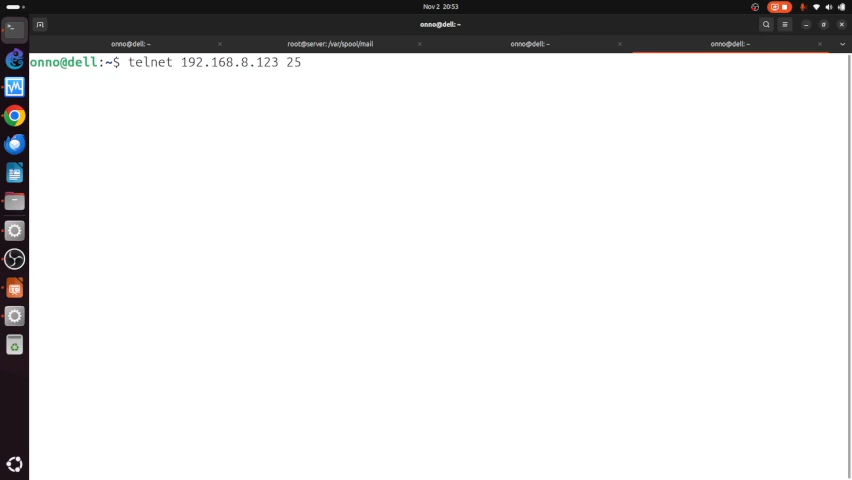 Nov 2 20:53
onno@dell: ~
onno@dell: ~
root@server: /var/spool/mail
onno@dell: ~
onno@dell: ~
onno@dell:~$ telnet 192.168.8.123 25